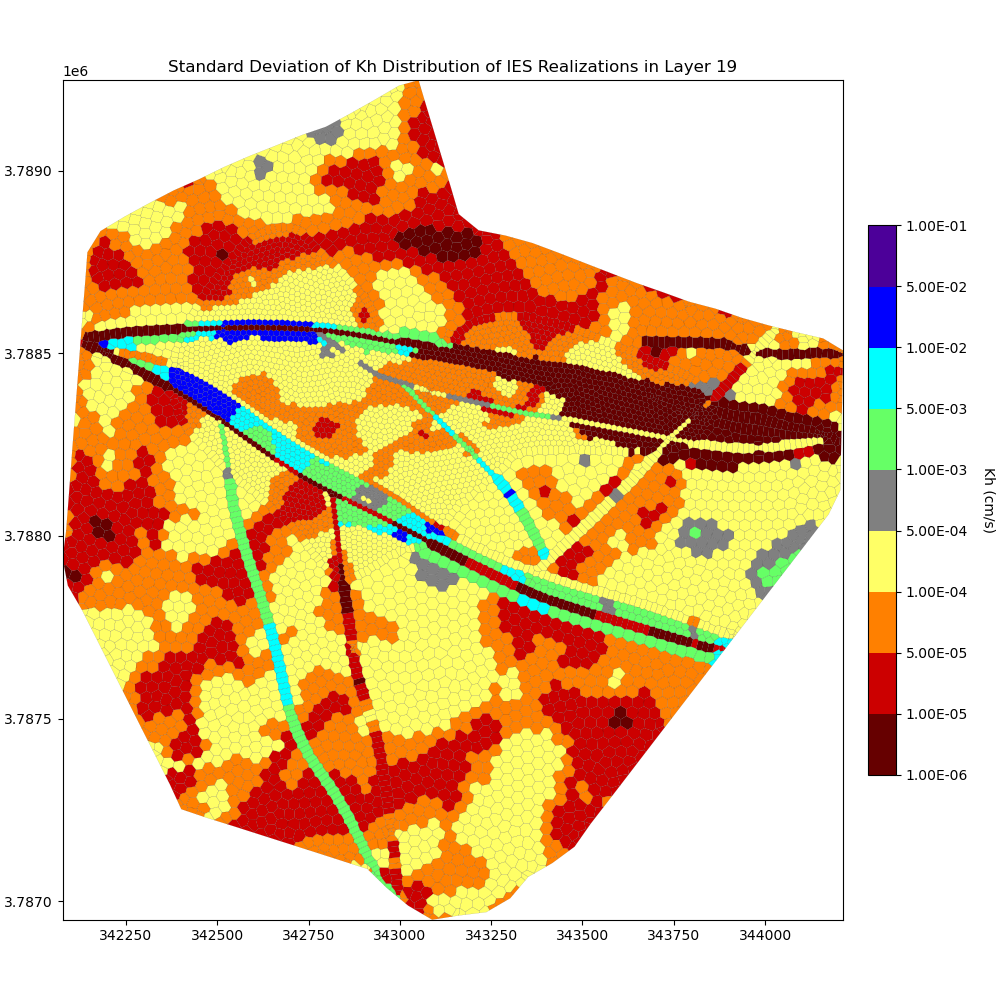 Standard Deviation of Kh Distribution of IES Realizations in Layer 19
1e6
3.7890
3.7885
3.7880
3.7875
3.7870
342250 342500 342750 343000 343250 343500 343750 344000
1.00E-01
5.00E-02
1.00E-02
5.00E-03
1.00E-03
5.00E-04
1.00E-04
5.00E-05
1.00E-05
1.00E-06
Kh (cm/s)